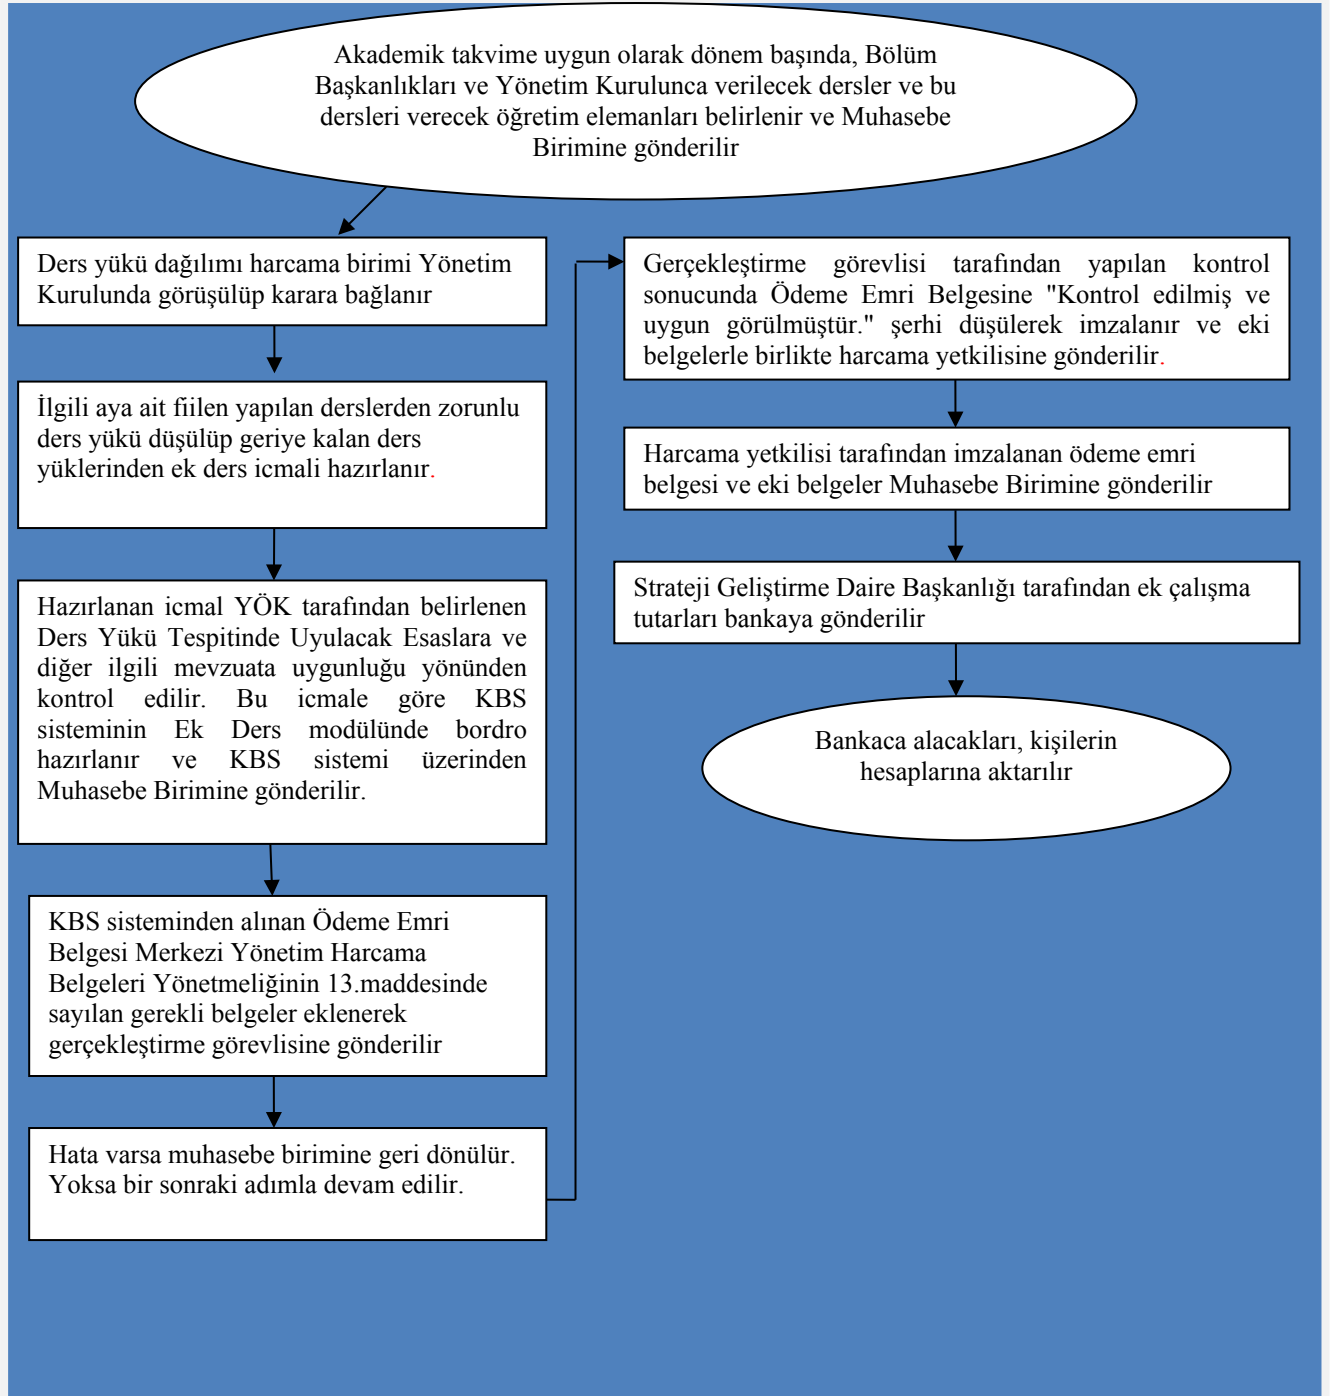 Akademik takvime uygun olarak dönem başında, Bölüm
Başkanlıkları ve Yönetim Kurulunca verilecek dersler ve bu
dersleri verecek öğretim elemanları belirlenir ve Muhasebe
Birimine gönderilir
Ders yükü dağılımı harcama birimi Yönetim
Kurulunda görüşülüp karara bağlanır
İlgili aya ait fiilen yapılan derslerden zorunlu
ders yükü düşülüp geriye kalan ders
yüklerinden ek ders icmali hazırlanır.
Hazırlanan icmal YÖK tarafından belirlenen
Ders Yükü Tespitinde Uyulacak Esaslara ve
diğer ilgili mevzuata uygunluğu yönünden
kontrol edilir. Bu icmale göre KBS
sisteminin Ek Ders modülünde bordro
hazırlanır ve KBS sistemi üzerinden
Muhasebe Birimine gönderilir.
KBS sisteminden alınan Ödeme Emri
Belgesi Merkezi Yönetim Harcama
Belgeleri Yönetmeliğinin 13.maddesinde
sayılan gerekli belgeler eklenerek
gerçekleştirme görevlisine gönderilir
Hata varsa muhasebe birimine geri dönülür.
Yoksa bir sonraki adımla devam edilir.
Gerçekleştirme görevlisi tarafından yapılan kontrol
sonucunda Ödeme Emri Belgesine "Kontrol edilmiş ve
uygun görülmüştür." şerhi düşülerek imzalanır ve eki
belgelerle birlikte harcama yetkilisine gönderilir.
Harcama yetkilisi tarafından imzalanan ödeme emri
belgesi ve eki belgeler Muhasebe Birimine gönderilir
Strateji Geliştirme Daire Başkanlığı tarafından ek çalışma
tutarları bankaya gönderilir
Bankaca alacakları, kişilerin
hesaplarına aktarılır